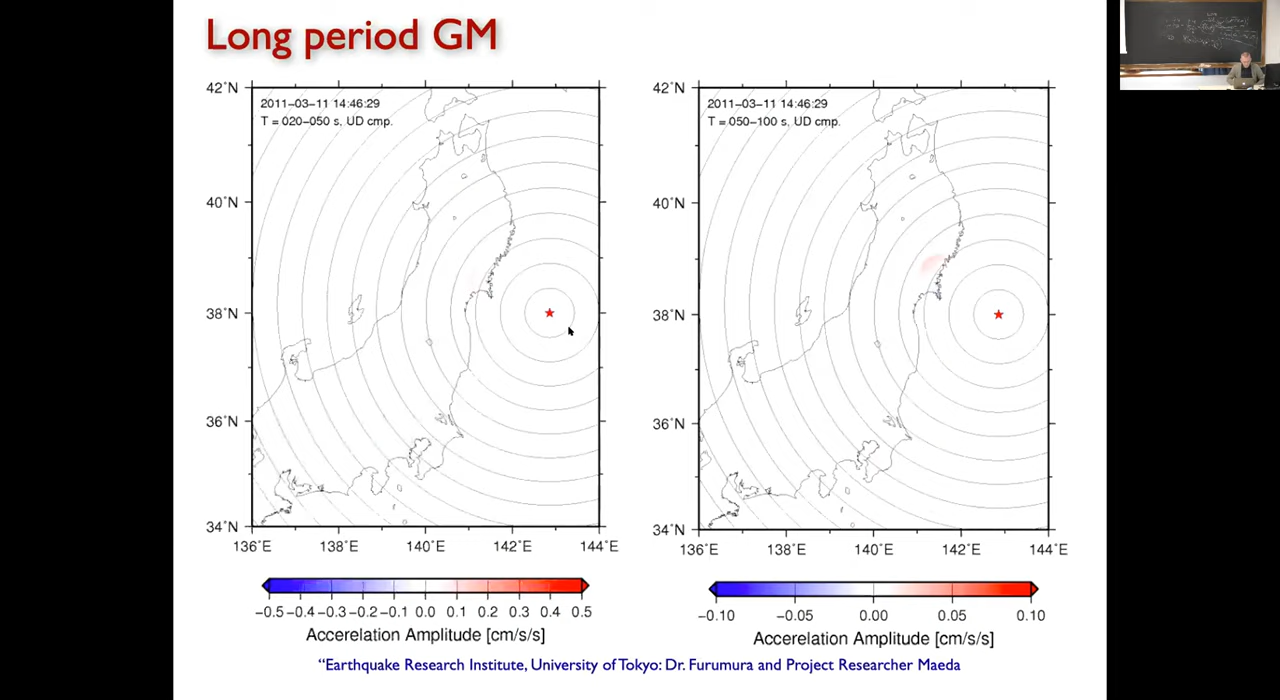 Long period GM
2011-03-11 14:46:29
T = 020-050 s, UD cmp.
42°N
40°N
38°N
36°N
34°N
136°E 138°E 140°E 142°E 144°E
-0.5 -0.4 -0.3 -0.2 -0.1 0.0 0.1 0.2 0.3 0.4 0.5
Accerelation Amplitude [cm/s/s]
2011-03-11 14:46:29
T = 050-100 s, UD cmp.
42°N
40°N
38°N
36°N
34°N
136°E 138°E 140°E 142°E 144°E
-0.10 -0.05 0.00 0.05 0.10
Accerelation Amplitude [cm/s/s]
“Earthquake Research Institute, University of Tokyo: Dr. Furumura and Project Researcher Maeda